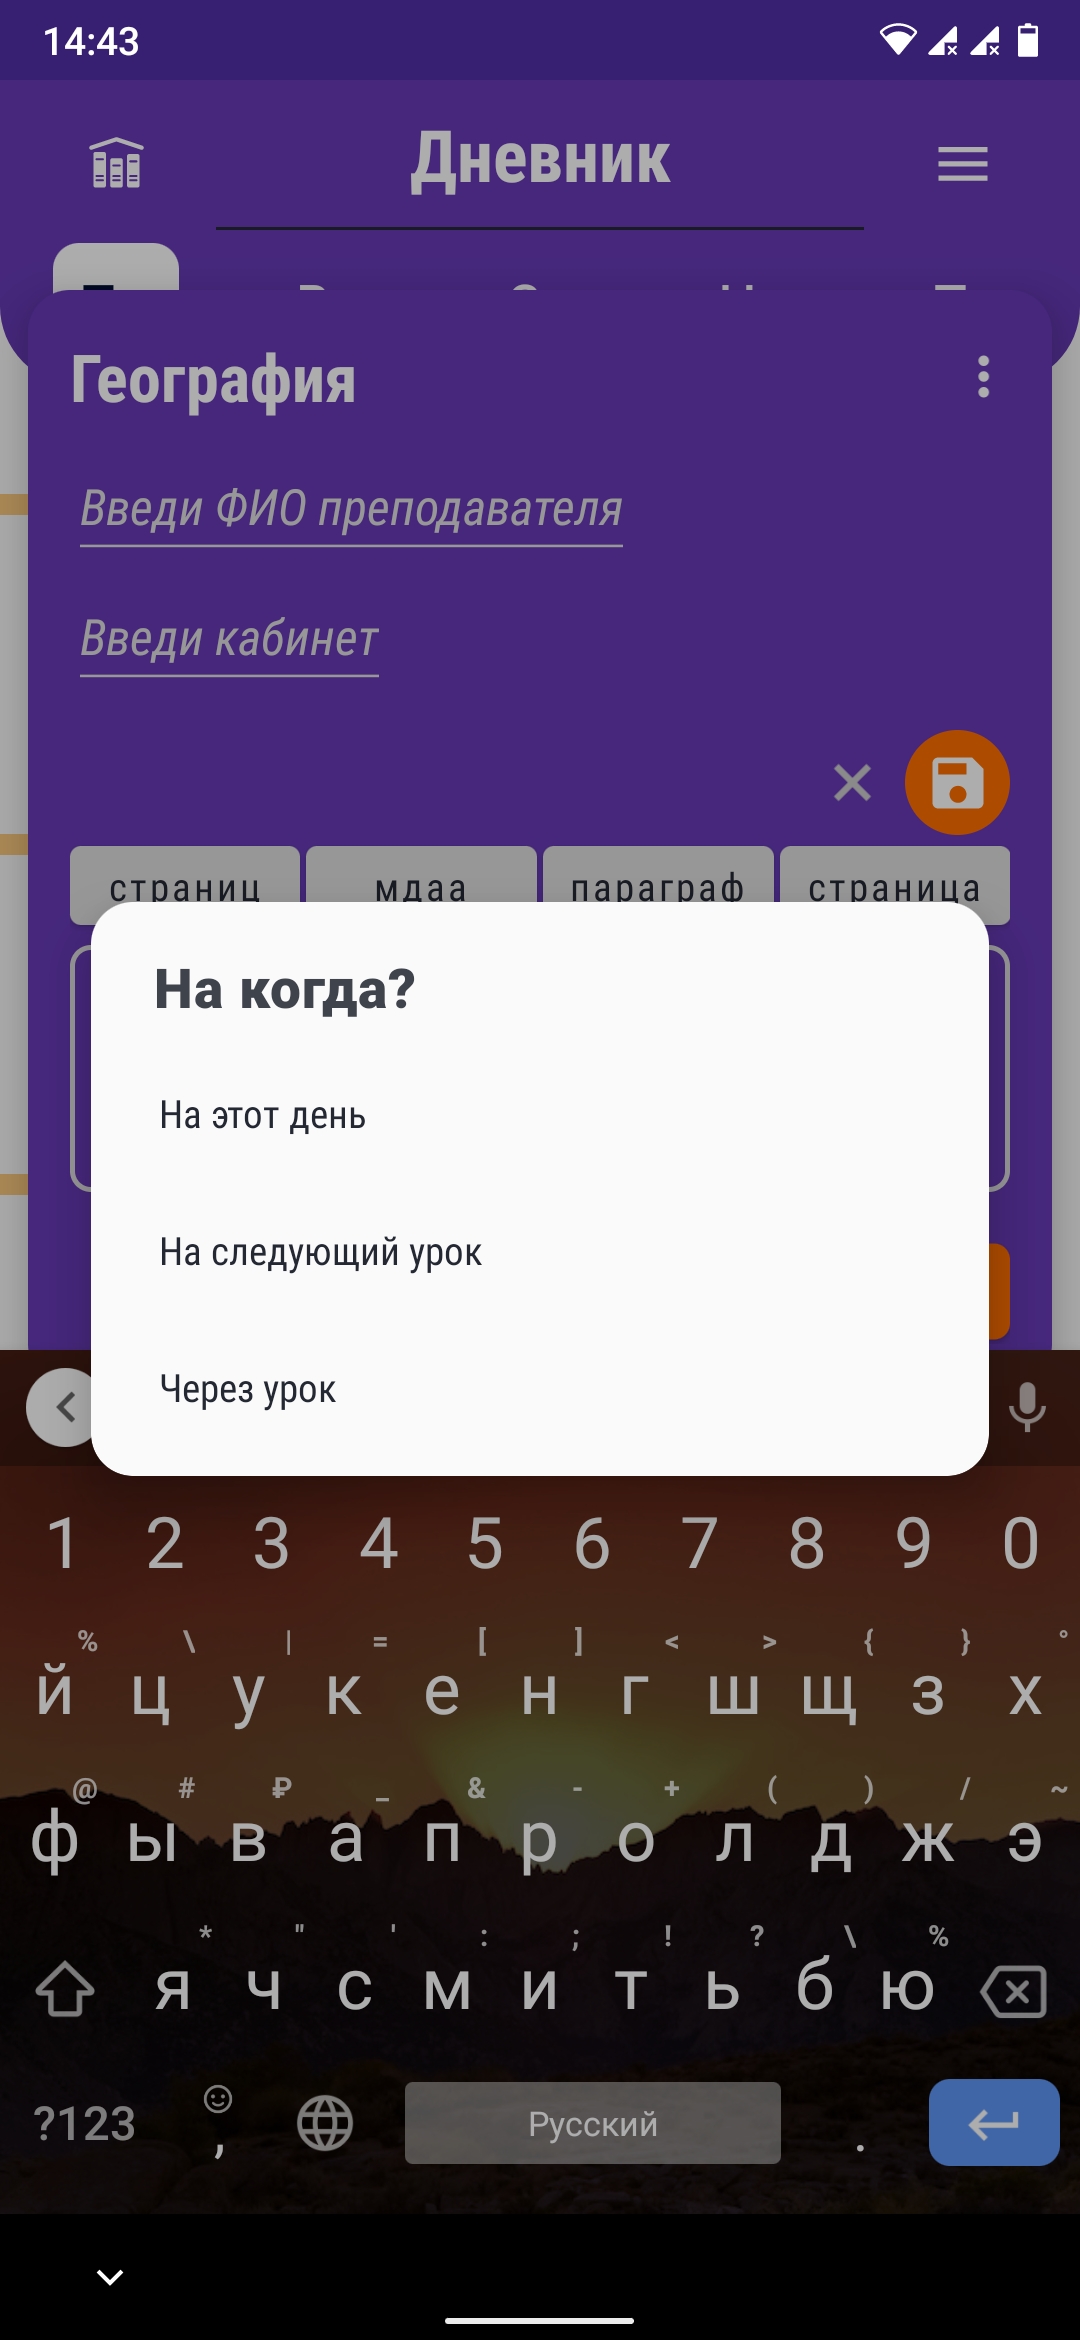 14:43
Дневник
География
Введи ФИО преподавателя
Введи кабинет
страниц мдаа параграф страница
На когда?
На этот день
На следующий урок
Через урок
1 2 3 4 5 6 7 8 9 0
% \ | = [ ] < > { } °
й ц у к е н г ш щ з х
@ # ₽ _ & - + ( ) / ~
ф ы в а п р о л д ж э
* " ' : ; ! ? \ %
я ч с м и т ь б ю
?123 , Русский .